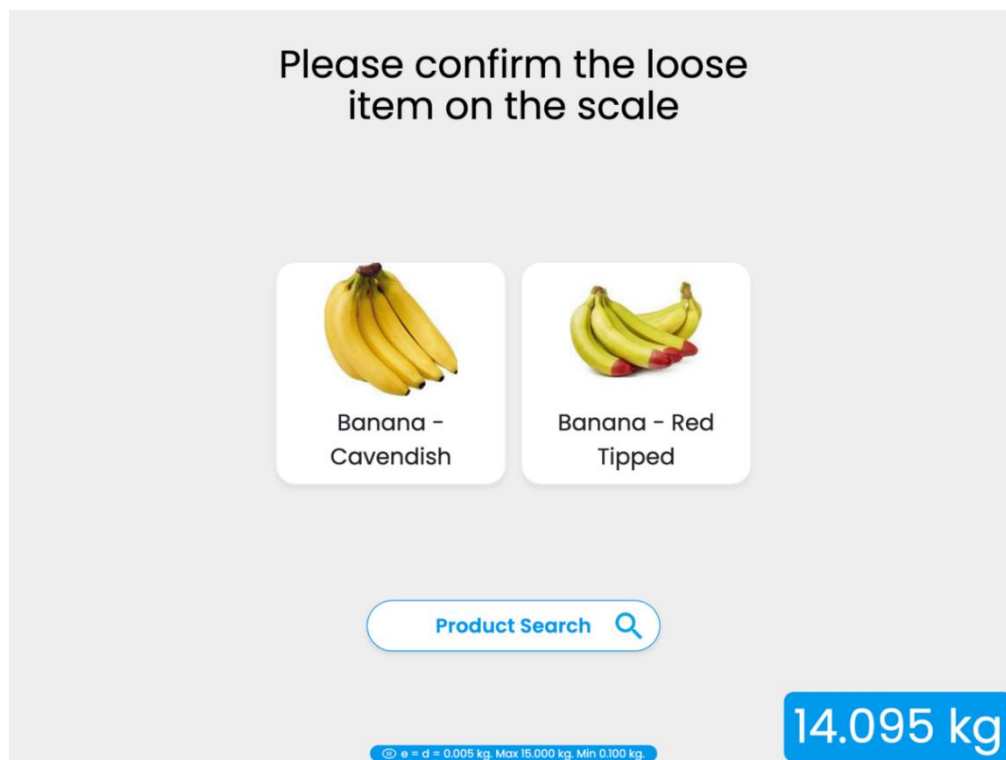 Please confirm the loose
item on the scale
Banana -
Cavendish
Banana - Red
Tipped
Product Search
14.095 kg
e = d = 0.005 kg. Max 15.000 kg. Min 0.100 kg.